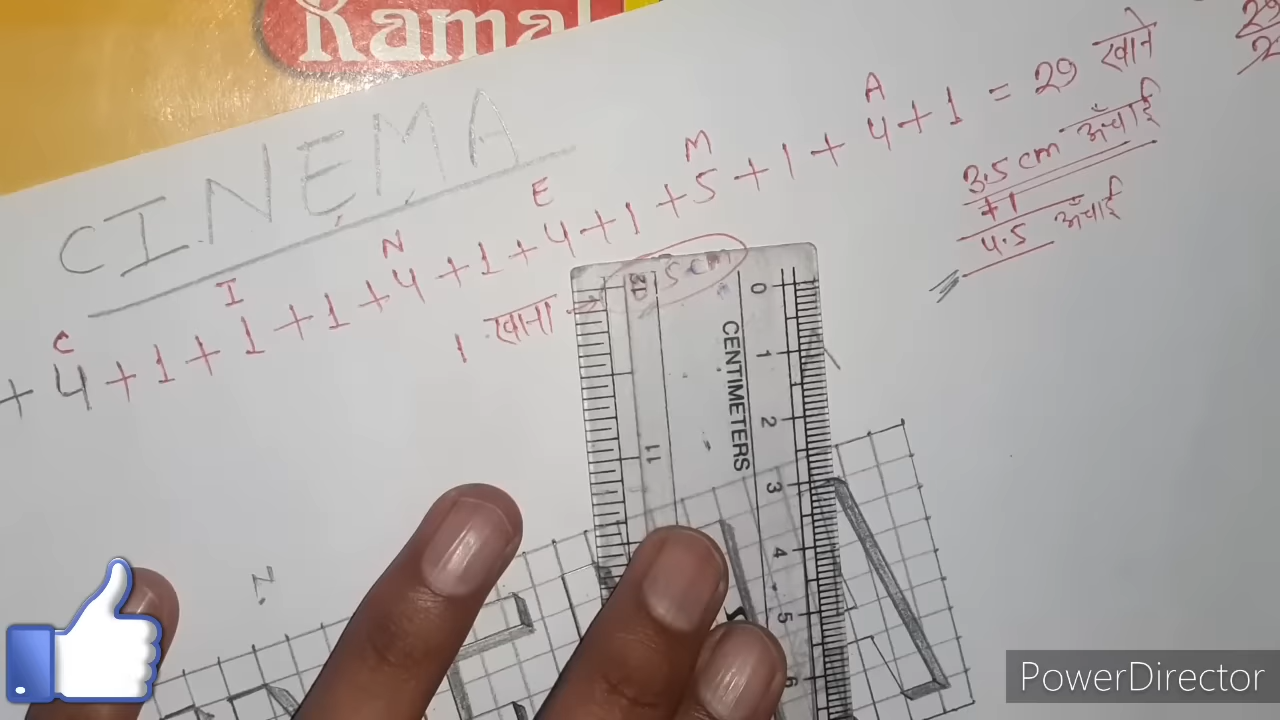 Kamal
CINEMA
C I N E M A
+ 4 + 1 + 1 + 1 + 4 + 1 + 4 + 1 + 5 + 1 + 4 + 1 = 29 खाने
1 खाना → .5 cm
3.5 cm ऊँचाई
+1
4.5 ऊँचाई
CENTIMETERS
0 1 2 3 4 5 6
11
N
PowerDirector